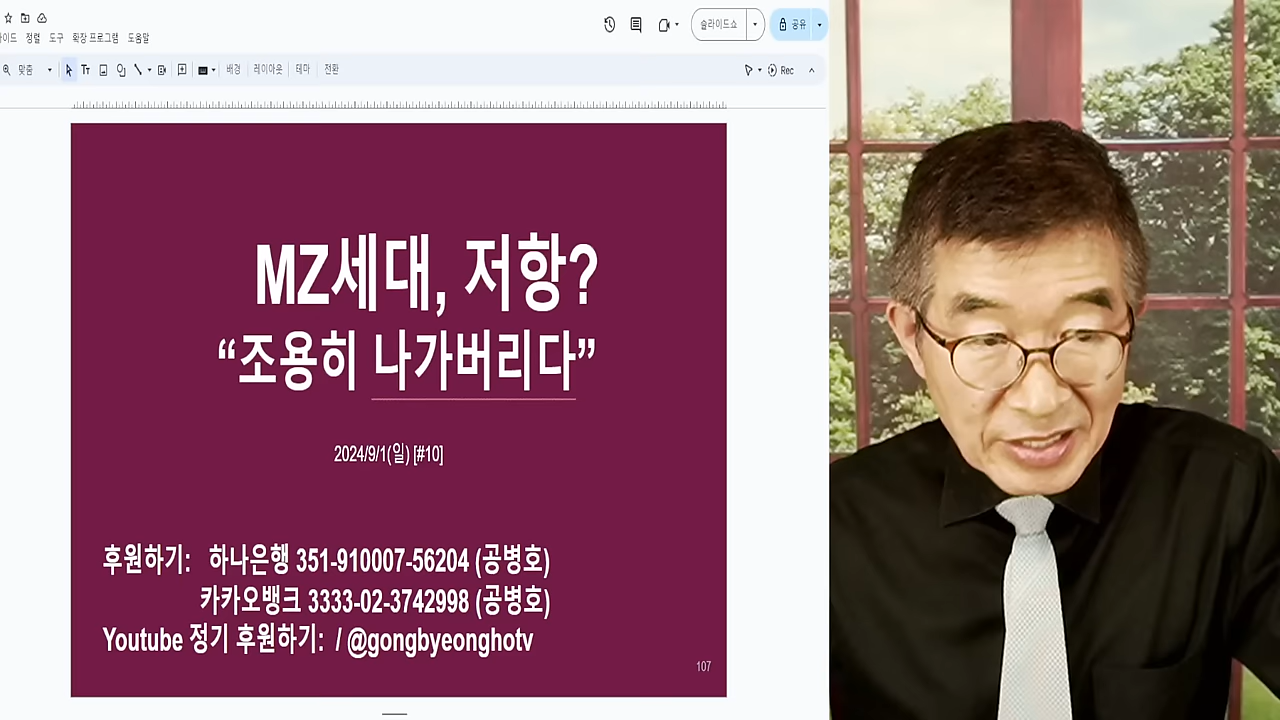 슬라이드쇼
공유
이드 정렬 도구 확장 프로그램 도움말
맞춤
배경 레이아웃 테마 전환
Rec
MZ세대, 저항?
“조용히 나가버리다”
2024/9/1(일) [#10]
후원하기: 하나은행 351-910007-56204 (공병호)
카카오뱅크 3333-02-3742998 (공병호)
Youtube 정기 후원하기: / @gongbyeonghotv
107